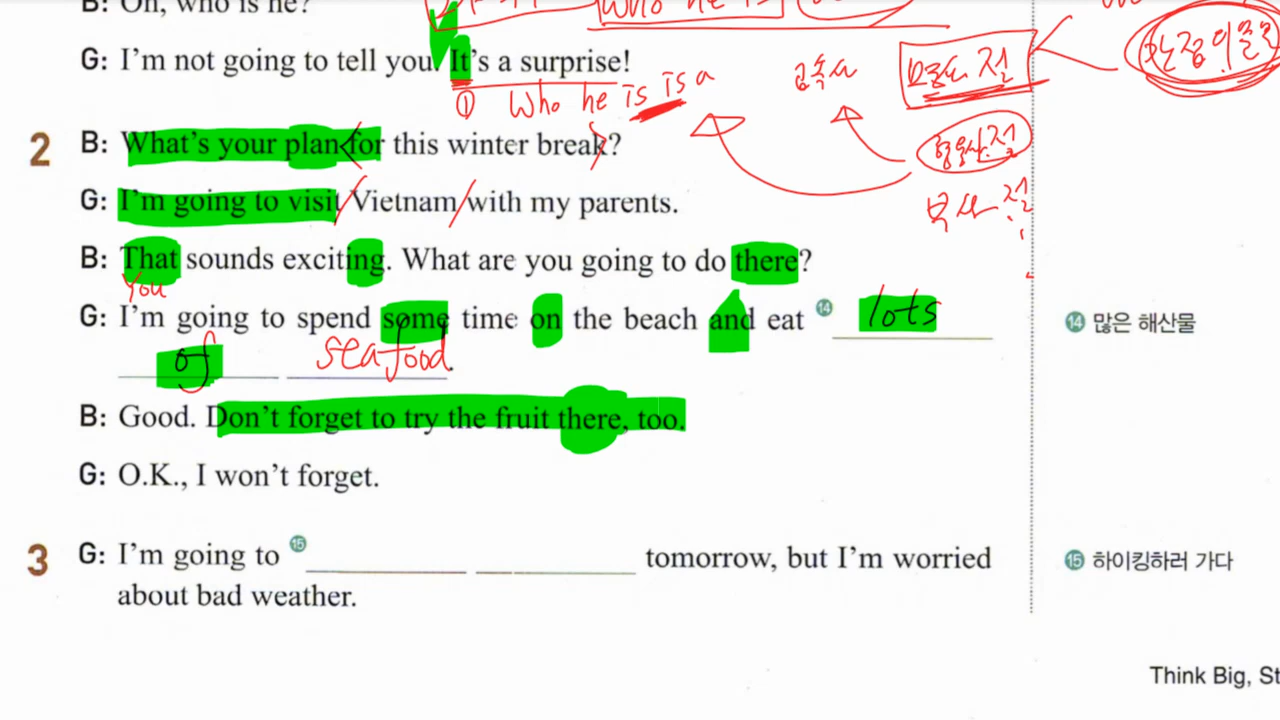 B: Oh, who is he?
who he is
G: I'm not going to tell you. It's a surprise!
① Who he is is a
명사절
형용사절
부사절
2 B: What's your plan for this winter break?
G: I'm going to visit Vietnam with my parents.
B: That sounds exciting. What are you going to do there?
You
G: I'm going to spend some time on the beach and eat ⑭ lots
of seafood.
⑭ 많은 해산물
B: Good. Don't forget to try the fruit there, too.
G: O.K., I won't forget.
3 G: I'm going to ⑮ tomorrow, but I'm worried
about bad weather.
⑮ 하이킹하러 가다
Think Big, St